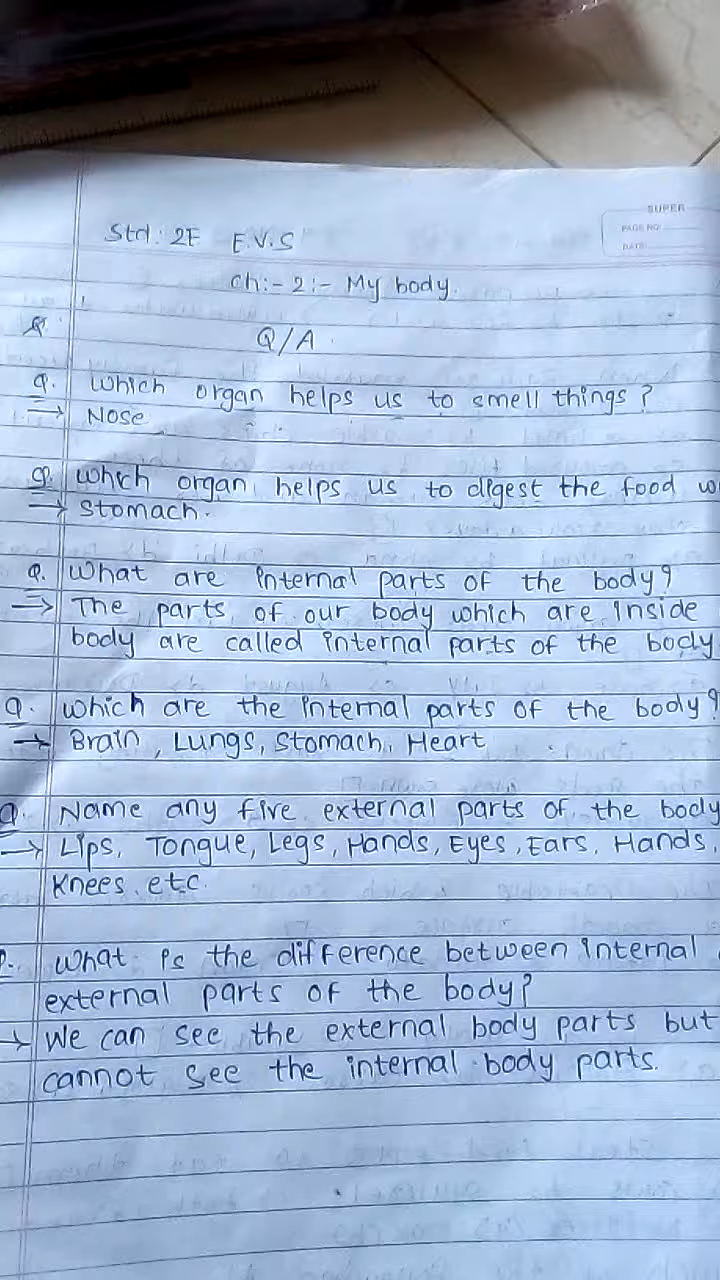 SUPER
PAGE NO:
DATE:
Std: 2E E.V.S
Ch:- 2:- My body.
Q/A
Q. Which organ helps us to smell things?
→ Nose
Q. Which organ helps us to digest the food
→ Stomach.
Q. What are internal parts of the body?
→ The parts of our body which are inside
body are called internal parts of the body
Q. Which are the internal parts of the body?
→ Brain, Lungs, Stomach, Heart
Q. Name any five external parts of the body
→ Lips, Tongue, Legs, Hands, Eyes, Ears, Hands,
Knees, etc.
Q. What is the difference between internal
external parts of the body?
→ We can see the external body parts but
cannot see the internal body parts.